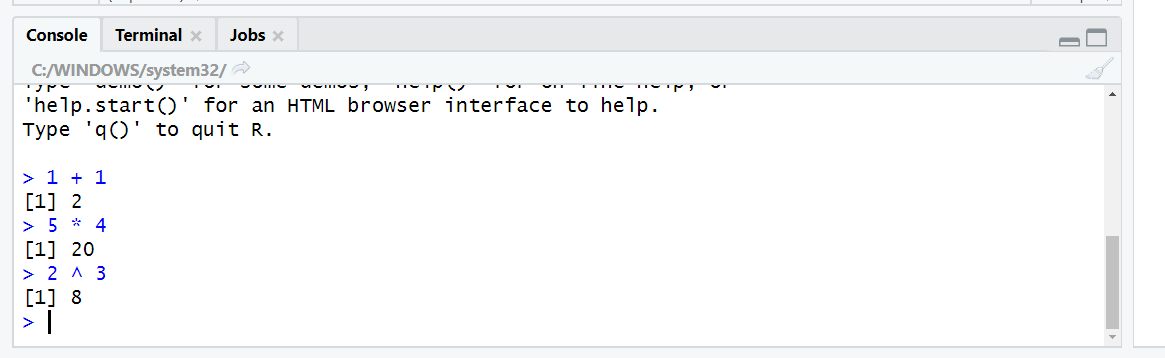 Console Terminal Jobs
C:/WINDOWS/system32/
'help.start()' for an HTML browser interface to help.
Type 'q()' to quit R.
> 1 + 1
[1] 2
> 5 * 4
[1] 20
> 2 ^ 3
[1] 8
>